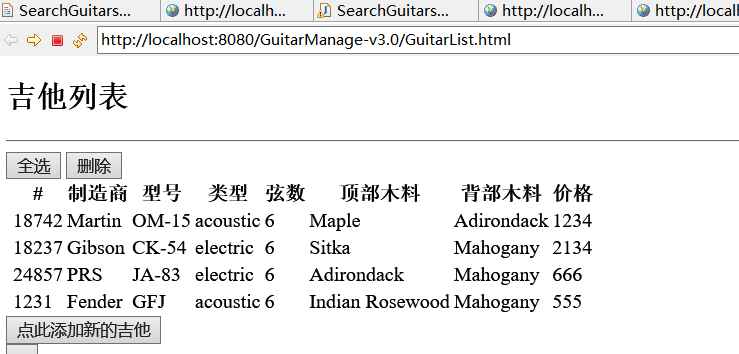 SearchGuitars... http://localh... SearchGuitars... http://localh... http://localh
http://localhost:8080/GuitarManage-v3.0/GuitarList.html
吉他列表
全选 删除
# 制造商 型号 类型 弦数 顶部木料 背部木料 价格
18742 Martin OM-15 acoustic 6 Maple Adirondack 1234
18237 Gibson CK-54 electric 6 Sitka Mahogany 2134
24857 PRS JA-83 electric 6 Adirondack Mahogany 666
1231 Fender GFJ acoustic 6 Indian Rosewood Mahogany 555
点此添加新的吉他